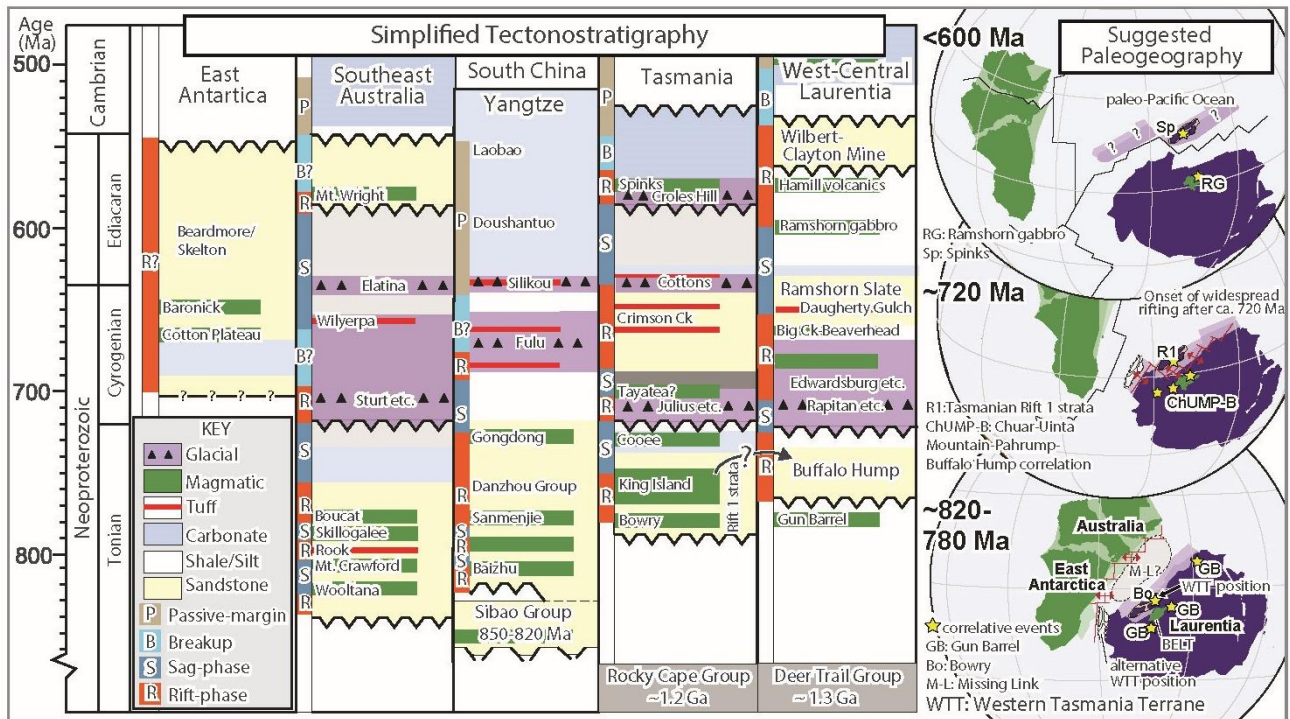 Age
(Ma)
Simplified Tectonostratigraphy
500
600
700
800
Cambrian
Ediacaran
Cyrogenian
Tonian
Neoproterozoic
East
Antartica
R?
Beardmore/
Skelton
Baronick
Cotton Plateau
? ? ? ?
KEY
Glacial
Magmatic
Tuff
Carbonate
Shale/Silt
Sandstone
P Passive-margin
B Breakup
S Sag-phase
R Rift-phase
Southeast
Australia
P
B?
R
S
B?
R
S
R
S
R
S
R
Mt. Wright
Elatina
Wilyerpa
Sturt etc.
Boucat
Skillogalee
Rook
Mt. Crawford
Wooltana
South China
Yangtze
P
B?
R
S
R
S
R
S
R
Laobao
Doushantuo
Silikou
Fulu
Gongdong
Danzhou Group
Sanmenjie
Baizhu
Sibao Group
850-820 Ma
Tasmania
P
B
R
S
R
S
R
S
R
Spinks
Croles Hill
Cottons
Crimson Ck
Tayatea?
Julius etc.
Cooee
King Island
Bowry
Rift 1 strata
?
Rocky Cape Group
~1.2 Ga
West-Central
Laurentia
B
R
S
R
S
R
Wilbert-
Clayton Mine
Hamill volcanics
Ramshorn gabbro
Ramshorn Slate
Daugherty Gulch
Big Ck-Beaverhead
Edwardsburg etc.
Rapitan etc.
Buffalo Hump
Gun Barrel
Deer Trail Group
~ 1.3 Ga
<600 Ma
Suggested
Paleogeography
paleo-Pacific Ocean
? ? ?
Sp
RG
RG: Ramshorn gabbro
Sp: Spinks
~720 Ma
Onset of widespread
rifting after ca. 720 Ma
R1
ChUMP-B
R1:Tasmanian Rift 1 strata
ChUMP-B: Chuar-Uinta
Mountain-Pahrump-
Buffalo Hump correlation
~820-
780 Ma
Australia
M-L?
East
Antarctica
GB
Bo
WTT position
GB
Laurentia
GB
BELT
correlative events
GB: Gun Barrel
Bo: Bowry
M-L: Missing Link
alternative
WTT position
WTT: Western Tasmania Terrane